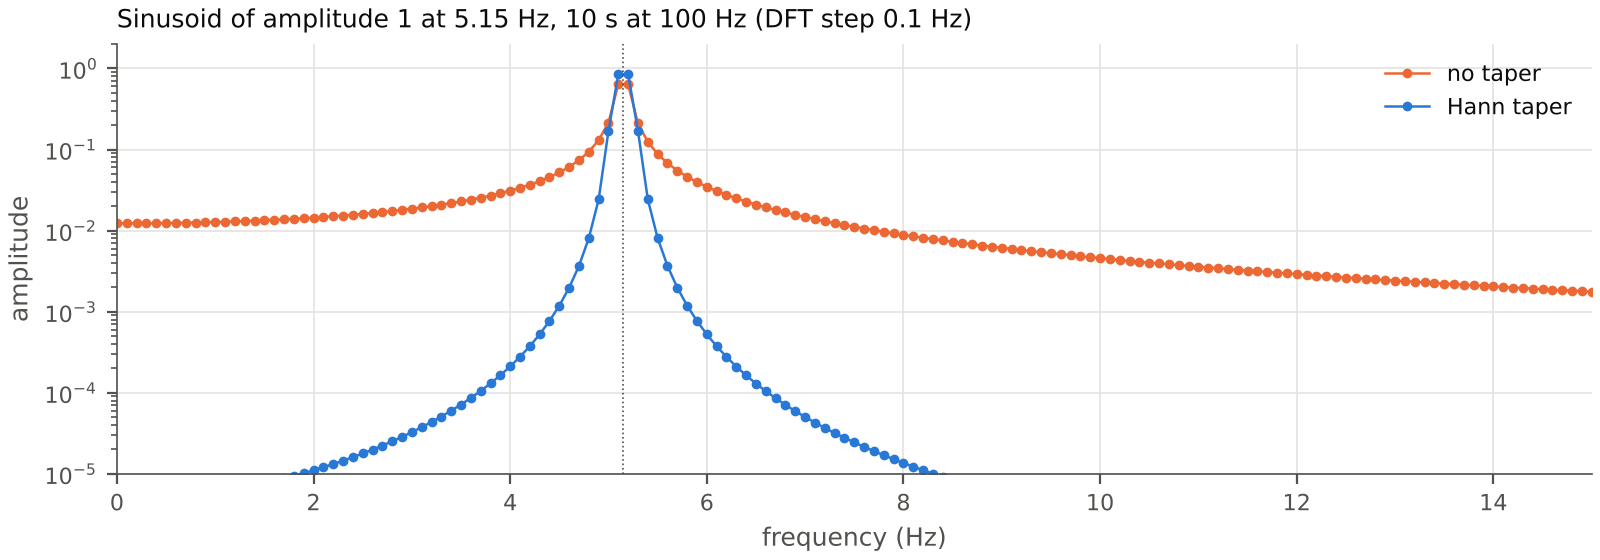 Sinusoid of amplitude 1 at 5.15 Hz, 10 s at 100 Hz (DFT step 0.1 Hz)
no taper
Hann taper
amplitude
10⁰
10⁻¹
10⁻²
10⁻³
10⁻⁴
10⁻⁵
0 2 4 6 8 10 12 14
frequency (Hz)